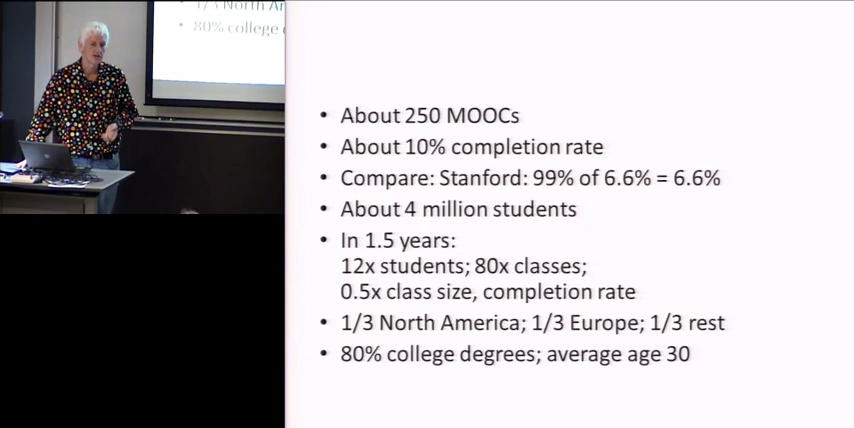 1/3 North Am
• 80% college
• About 250 MOOCs
• About 10% completion rate
• Compare: Stanford: 99% of 6.6% = 6.6%
• About 4 million students
• In 1.5 years:
12x students; 80x classes;
0.5x class size, completion rate
• 1/3 North America; 1/3 Europe; 1/3 rest
• 80% college degrees; average age 30